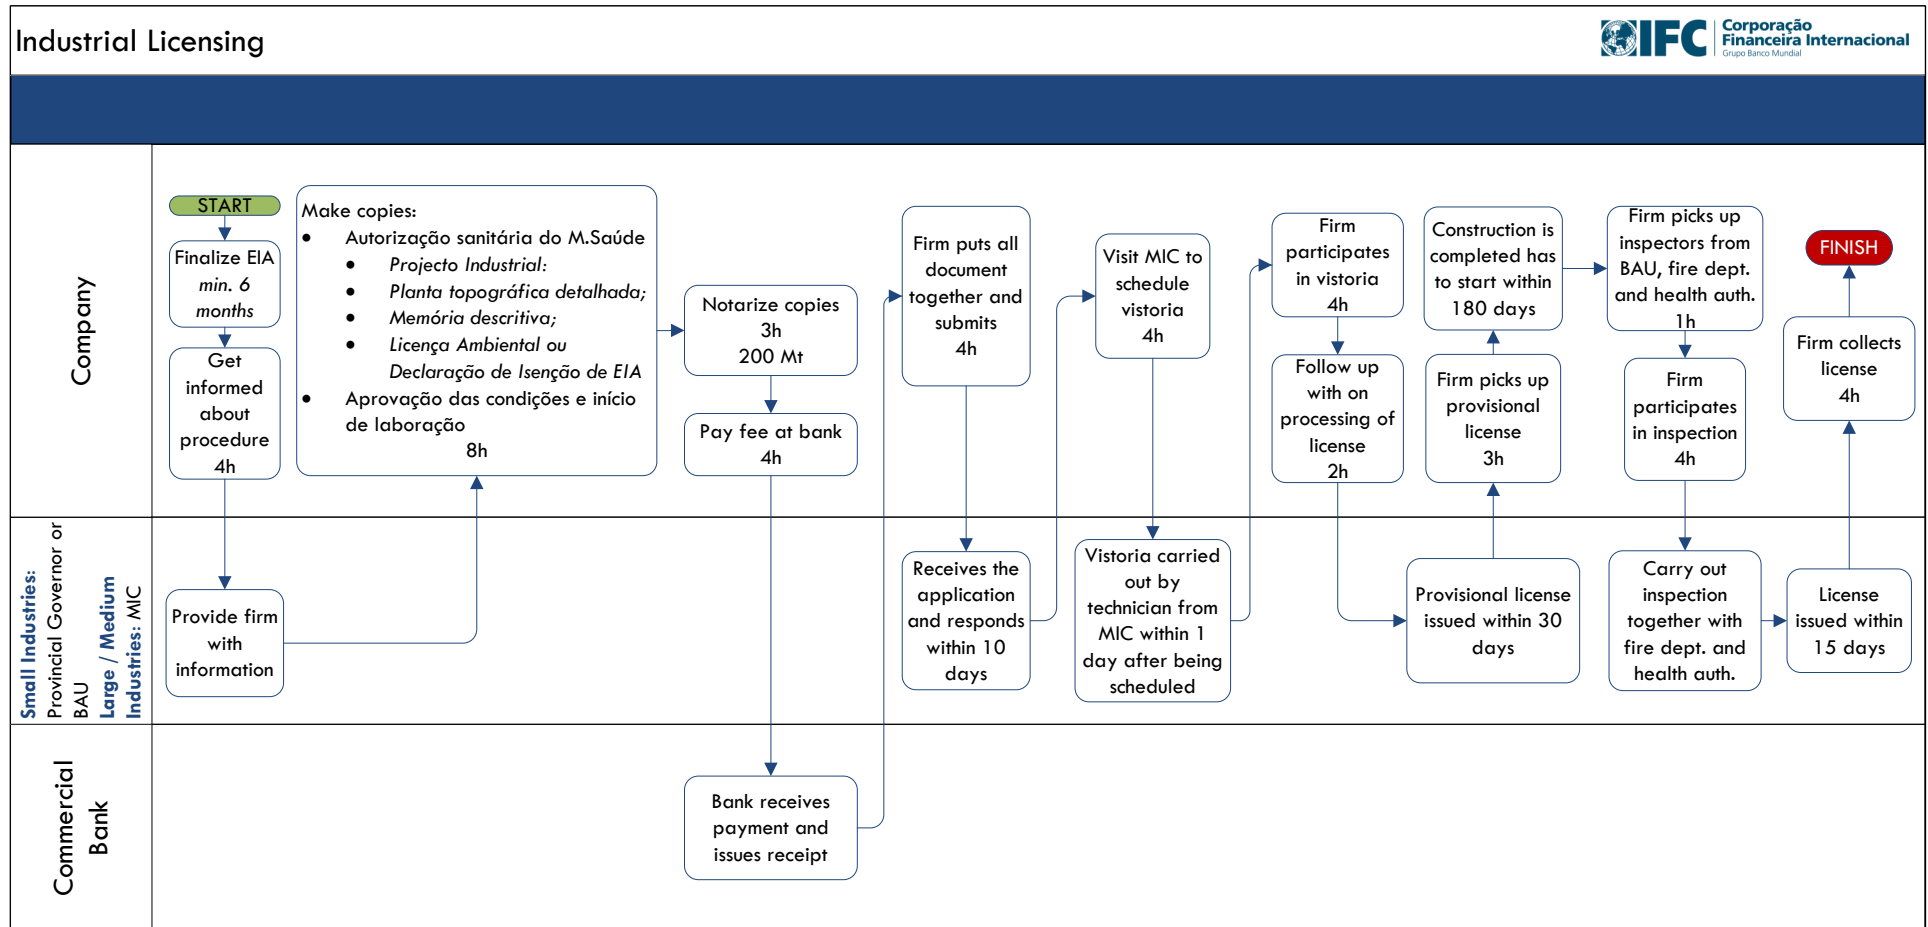 Industrial Licensing
IFC
Corporação
Financeira Internacional
Grupo Banco Mundial
Company
START
Finalize EIA
min. 6
months
Get
informed
about
procedure
4h
Make copies:
• Autorização sanitária do M.Saúde
• Projecto Industrial:
• Planta topográfica detalhada;
• Memória descritiva;
• Licença Ambiental ou
Declaração de Isenção de EIA
• Aprovação das condições e início
de laboração
8h
Notarize copies
3h
200 Mt
Pay fee at bank
4h
Firm puts all
document
together and
submits
4h
Visit MIC to
schedule
vistoria
4h
Firm
participates
in vistoria
4h
Follow up
with on
processing of
license
2h
Construction is
completed has
to start within
180 days
Firm picks up
provisional
license
3h
Firm picks up
inspectors from
BAU, fire dept.
and health auth.
1h
Firm
participates
in inspection
4h
FINISH
Firm collects
license
4h
Small Industries:
Provincial Governor or
BAU
Large / Medium
Industries: MIC
Provide firm
with
information
Receives the
application
and responds
within 10
days
Vistoria carried
out by
technician from
MIC within 1
day after being
scheduled
Provisional license
issued within 30
days
Carry out
inspection
together with
fire dept. and
health auth.
License
issued within
15 days
Commercial
Bank
Bank receives
payment and
issues receipt